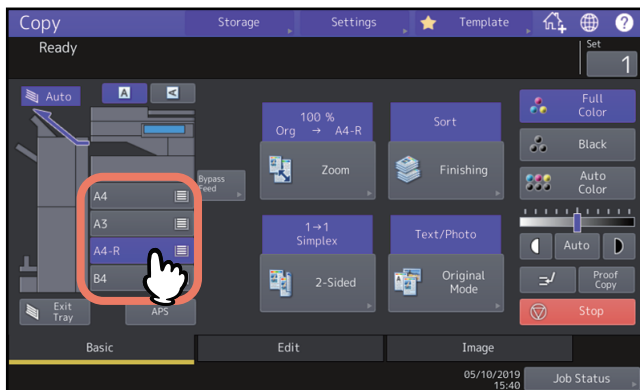 Copy
Storage
Settings
Template
?
Ready
Set
1
Auto
A
A
100 %
Org → A4-R
Zoom
Sort
Finishing
Full
Color
Black
Auto
Color
Bypass
Feed
A4
A3
A4-R
B4
1→1
Simplex
2-Sided
Text/Photo
Original
Mode
Auto
Proof
Copy
Stop
Exit
Tray
APS
Basic
Edit
Image
05/10/2019
15:40
Job Status